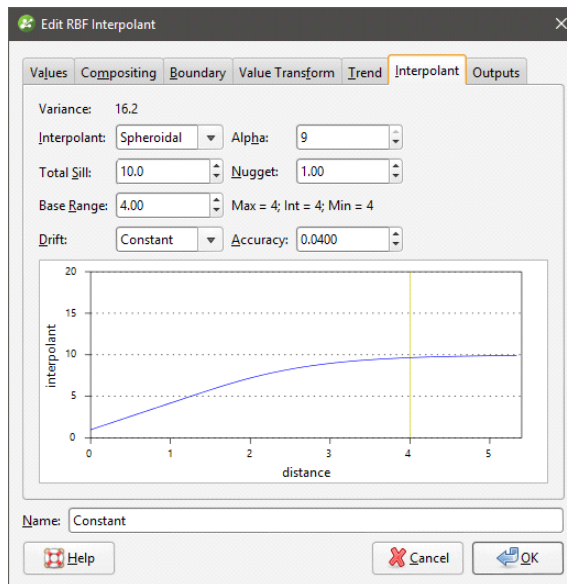 Edit RBF Interpolant
Values Compositing Boundary Value Transform Trend Interpolant Outputs
Variance: 16.2
Interpolant: Spheroidal Alpha: 9
Total Sill: 10.0 Nugget: 1.00
Base Range: 4.00 Max = 4; Int = 4; Min = 4
Drift: Constant Accuracy: 0.0400
20
15
10
5
0
interpolant
0 1 2 3 4 5
distance
Name: Constant
Help Cancel OK